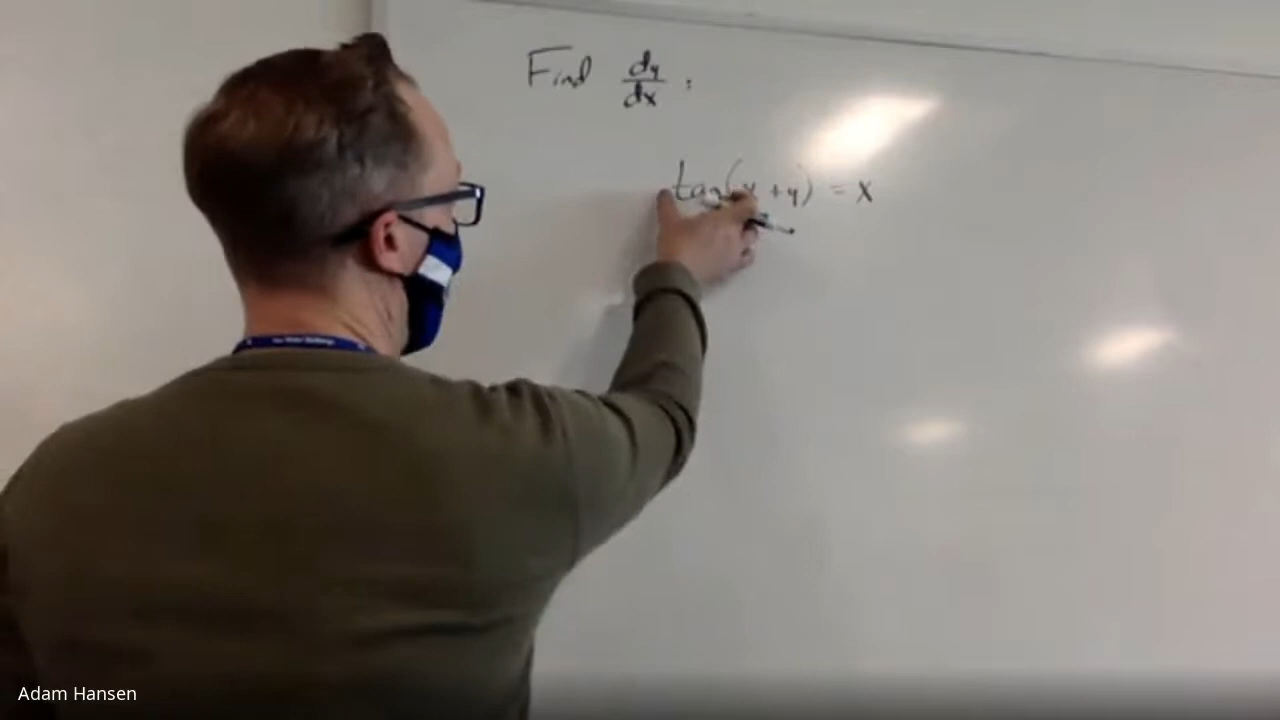 Find dy/dx :
tan(x + y) = x
Adam Hansen